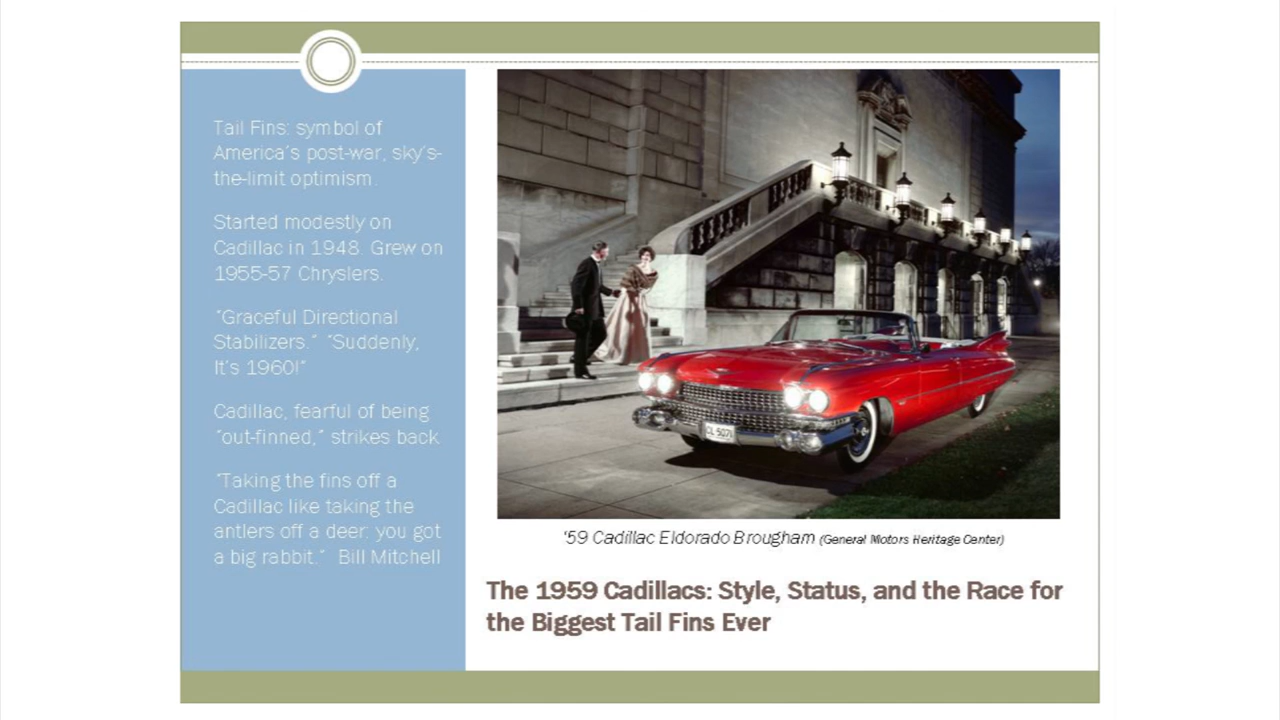 Tail Fins: symbol of
America's post-war, sky's-
the-limit optimism.
Started modestly on
Cadillac in 1948. Grew on
1955-57 Chryslers.
"Graceful Directional
Stabilizers." "Suddenly,
It's 1960!"
Cadillac, fearful of being
"out-finned," strikes back.
"Taking the fins off a
Cadillac like taking the
antlers off a deer: you got
a big rabbit." Bill Mitchell
CL-5071
'59 Cadillac Eldorado Brougham (General Motors Heritage Center)
The 1959 Cadillacs: Style, Status, and the Race for
the Biggest Tail Fins Ever